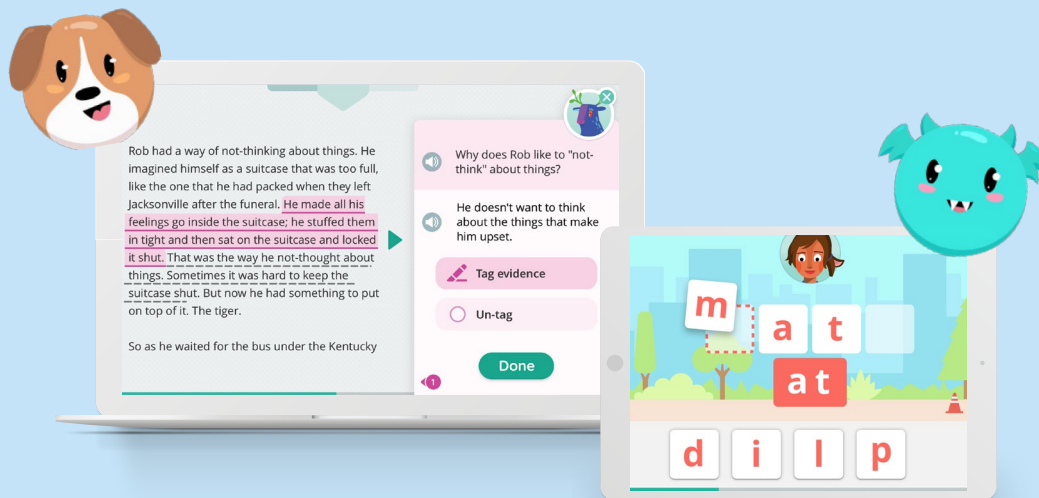 Rob had a way of not-thinking about things. He
imagined himself as a suitcase that was too full,
like the one that he had packed when they left
Jacksonville after the funeral. He made all his
feelings go inside the suitcase; he stuffed them
in tight and then sat on the suitcase and locked
it shut. That was the way he not-thought about
things. Sometimes it was hard to keep the
suitcase shut. But now he had something to put
on top of it. The tiger.
So as he waited for the bus under the Kentucky
Why does Rob like to "not-
think" about things?
He doesn't want to think
about the things that make
him upset.
Tag evidence
Un-tag
Done
1
m a t
at
d i l p